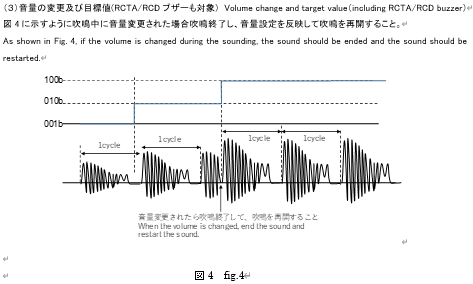 (３)音量の変更及び目標値(RCTA/RCD ブザーも対象) Volume change and target value(including RCTA/RCD buzzer)
図 4 に示すように吹鳴中に音量変更された場合吹鳴終了し、音量設定を反映して吹鳴を再開すること。
As shown in Fig. 4, if the volume is changed during the sounding, the sound should be ended and the sound should be
restarted.
100b
010b
001b
1cycle
1cycle
1cycle
1cycle
音量変更されたら吹鳴終了して、吹鳴を再開すること
When the volume is changed, end the sound and
restart the sound.
図 4 fig.4